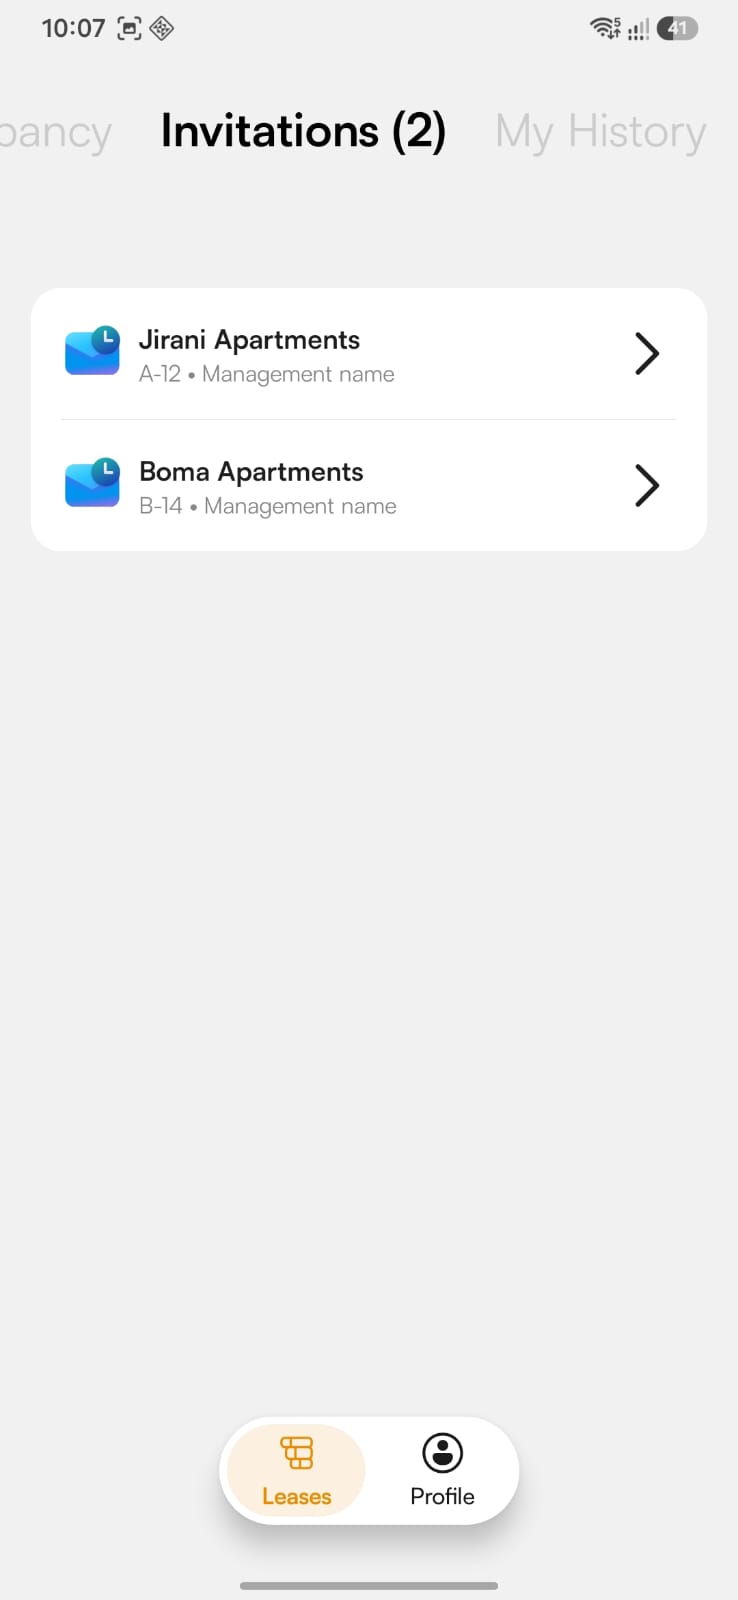 10:07
5
41
pancy Invitations (2) My History
Jirani Apartments
A-12 • Management name
Boma Apartments
B-14 • Management name
Leases
Profile